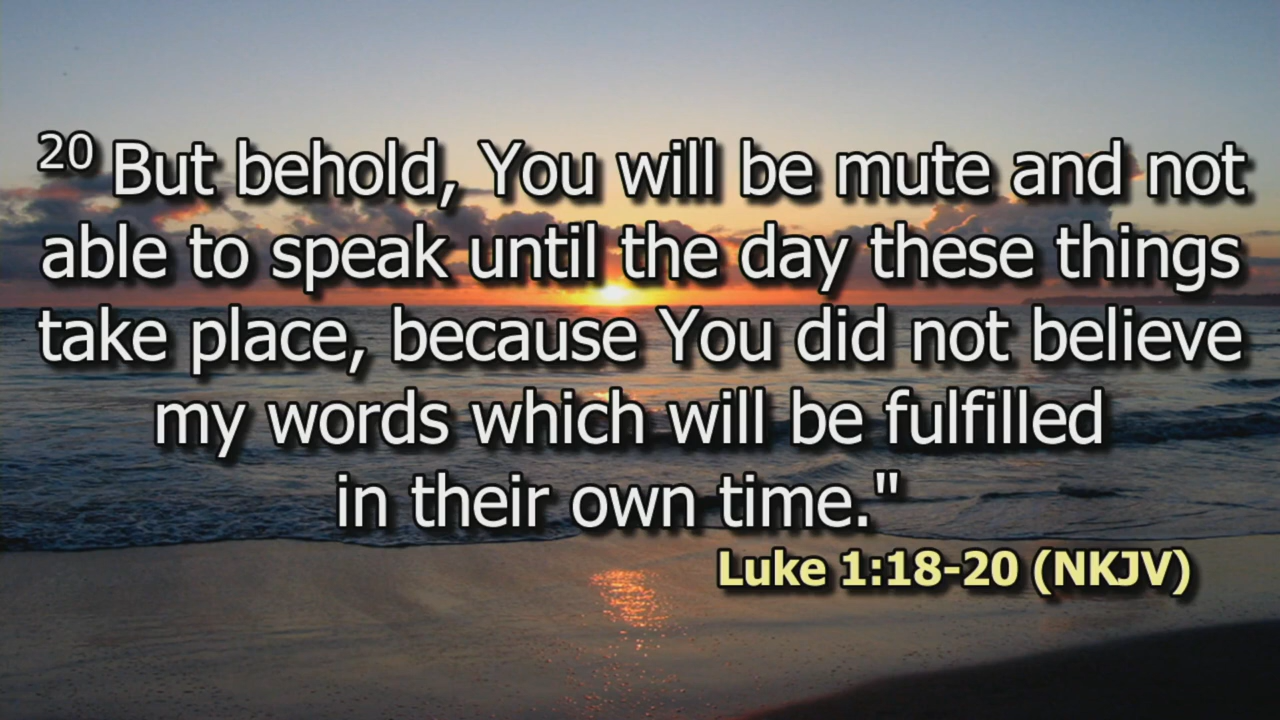 20 But behold, You will be mute and not
able to speak until the day these things
take place, because You did not believe
my words which will be fulfilled
in their own time."
Luke 1:18-20 (NKJV)